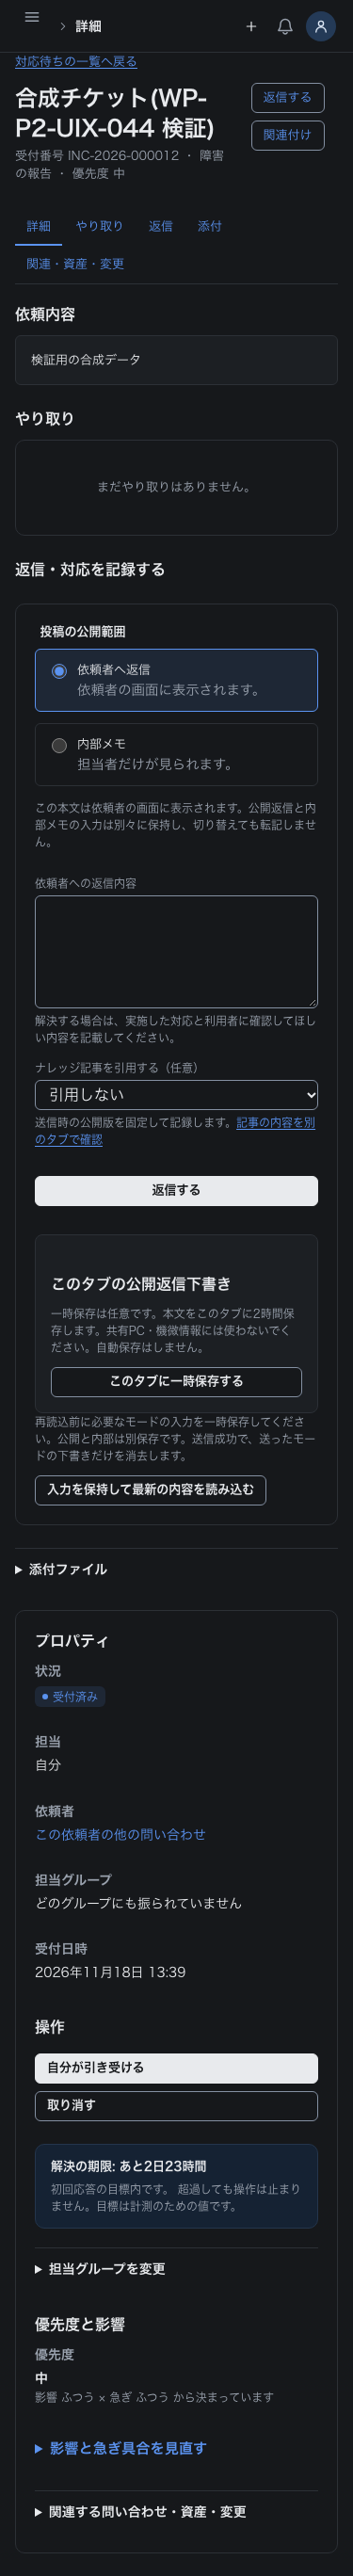 詳細
対応待ちの一覧へ戻る
合成チケット(WP-
P2-UIX-044 検証)
返信する
関連付け
受付番号 INC-2026-000012 ・ 障害
の報告 ・ 優先度 中
詳細 やり取り 返信 添付
関連・資産・変更
依頼内容
検証用の合成データ
やり取り
まだやり取りはありません。
返信・対応を記録する
投稿の公開範囲
依頼者へ返信
依頼者の画面に表示されます。
内部メモ
担当者だけが見られます。
この本文は依頼者の画面に表示されます。公開返信と内
部メモの入力は別々に保持し、切り替えても転記しませ
ん。
依頼者への返信内容
解決する場合は、実施した対応と利用者に確認してほし
い内容を記載してください。
ナレッジ記事を引用する（任意）
引用しない
送信時の公開版を固定して記録します。記事の内容を別
のタブで確認
返信する
このタブの公開返信下書き
一時保存は任意です。本文をこのタブに2時間保
存します。共有PC・機微情報には使わないでく
ださい。自動保存はしません。
このタブに一時保存する
再読込前に必要なモードの入力を一時保存してくださ
い。公開と内部は別保存です。送信成功で、送ったモー
ドの下書きだけを消去します。
入力を保持して最新の内容を読み込む
添付ファイル
プロパティ
状況
受付済み
担当
自分
依頼者
この依頼者の他の問い合わせ
担当グループ
どのグループにも振られていません
受付日時
2026年11月18日 13:39
操作
自分が引き受ける
取り消す
解決の期限: あと2日23時間
初回応答の目標内です。 超過しても操作は止まり
ません。目標は計測のための値です。
担当グループを変更
優先度と影響
優先度
中
影響 ふつう × 急ぎ ふつう から決まっています
影響と急ぎ具合を見直す
関連する問い合わせ・資産・変更